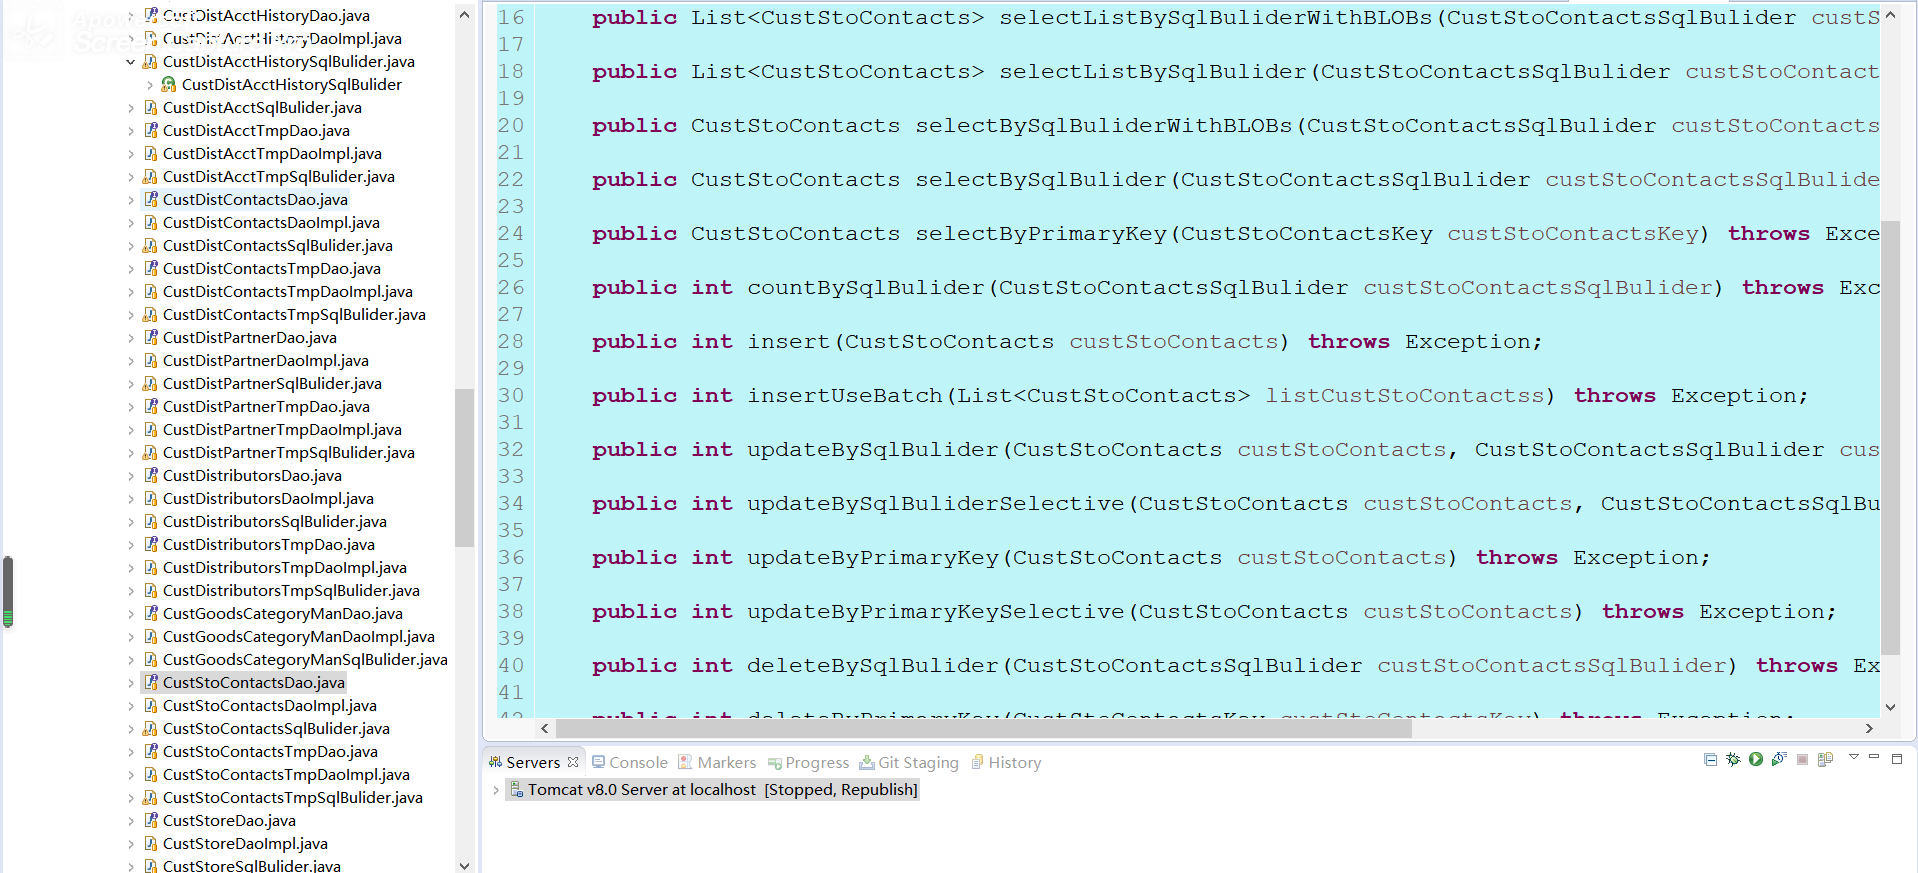 CustDistAcctHistoryDao.java
CustDistAcctHistoryDaoImpl.java
CustDistAcctHistorySqlBulider.java
CustDistAcctHistorySqlBulider
CustDistAcctSqlBulider.java
CustDistAcctTmpDao.java
CustDistAcctTmpDaoImpl.java
CustDistAcctTmpSqlBulider.java
CustDistContactsDao.java
CustDistContactsDaoImpl.java
CustDistContactsSqlBulider.java
CustDistContactsTmpDao.java
CustDistContactsTmpDaoImpl.java
CustDistContactsTmpSqlBulider.java
CustDistPartnerDao.java
CustDistPartnerDaoImpl.java
CustDistPartnerSqlBulider.java
CustDistPartnerTmpDao.java
CustDistPartnerTmpDaoImpl.java
CustDistPartnerTmpSqlBulider.java
CustDistributorsDao.java
CustDistributorsDaoImpl.java
CustDistributorsSqlBulider.java
CustDistributorsTmpDao.java
CustDistributorsTmpDaoImpl.java
CustDistributorsTmpSqlBulider.java
CustGoodsCategoryManDao.java
CustGoodsCategoryManDaoImpl.java
CustGoodsCategoryManSqlBulider.java
CustStoContactsDao.java
CustStoContactsDaoImpl.java
CustStoContactsSqlBulider.java
CustStoContactsTmpDao.java
CustStoContactsTmpDaoImpl.java
CustStoContactsTmpSqlBulider.java
CustStoreDao.java
CustStoreDaoImpl.java
CustStoreSqlBulider.java
16 public List<CustStoContacts> selectListBySqlBuliderWithBLOBs(CustStoContactsSqlBulider custS
17
18 public List<CustStoContacts> selectListBySqlBulider(CustStoContactsSqlBulider custStoContact
19
20 public CustStoContacts selectBySqlBuliderWithBLOBs(CustStoContactsSqlBulider custStoContacts
21
22 public CustStoContacts selectBySqlBulider(CustStoContactsSqlBulider custStoContactsSqlBulide
23
24 public CustStoContacts selectByPrimaryKey(CustStoContactsKey custStoContactsKey) throws Exce
25
26 public int countBySqlBulider(CustStoContactsSqlBulider custStoContactsSqlBulider) throws Exc
27
28 public int insert(CustStoContacts custStoContacts) throws Exception;
29
30 public int insertUseBatch(List<CustStoContacts> listCustStoContactss) throws Exception;
31
32 public int updateBySqlBulider(CustStoContacts custStoContacts, CustStoContactsSqlBulider cus
33
34 public int updateBySqlBuliderSelective(CustStoContacts custStoContacts, CustStoContactsSqlBu
35
36 public int updateByPrimaryKey(CustStoContacts custStoContacts) throws Exception;
37
38 public int updateByPrimaryKeySelective(CustStoContacts custStoContacts) throws Exception;
39
40 public int deleteBySqlBulider(CustStoContactsSqlBulider custStoContactsSqlBulider) throws Ex
41
42 public int deleteByPrimaryKey(CustStoContactsKey custStoContactsKey) throws Exception;
Servers Console Markers Progress Git Staging History
Tomcat v8.0 Server at localhost [Stopped, Republish]